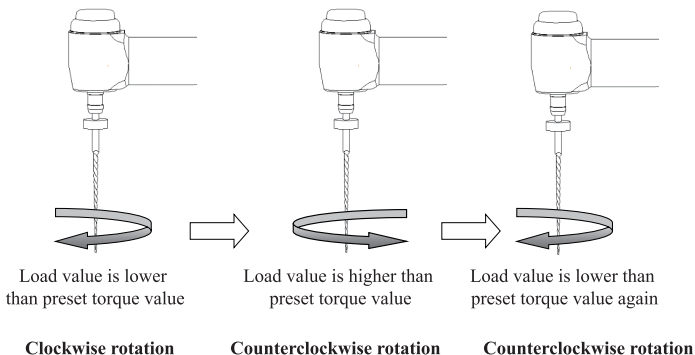 Load value is lower
than preset torque value
Load value is higher than
preset torque value
Load value is lower than
preset torque value again
Clockwise rotation
Counterclockwise rotation
Counterclockwise rotation